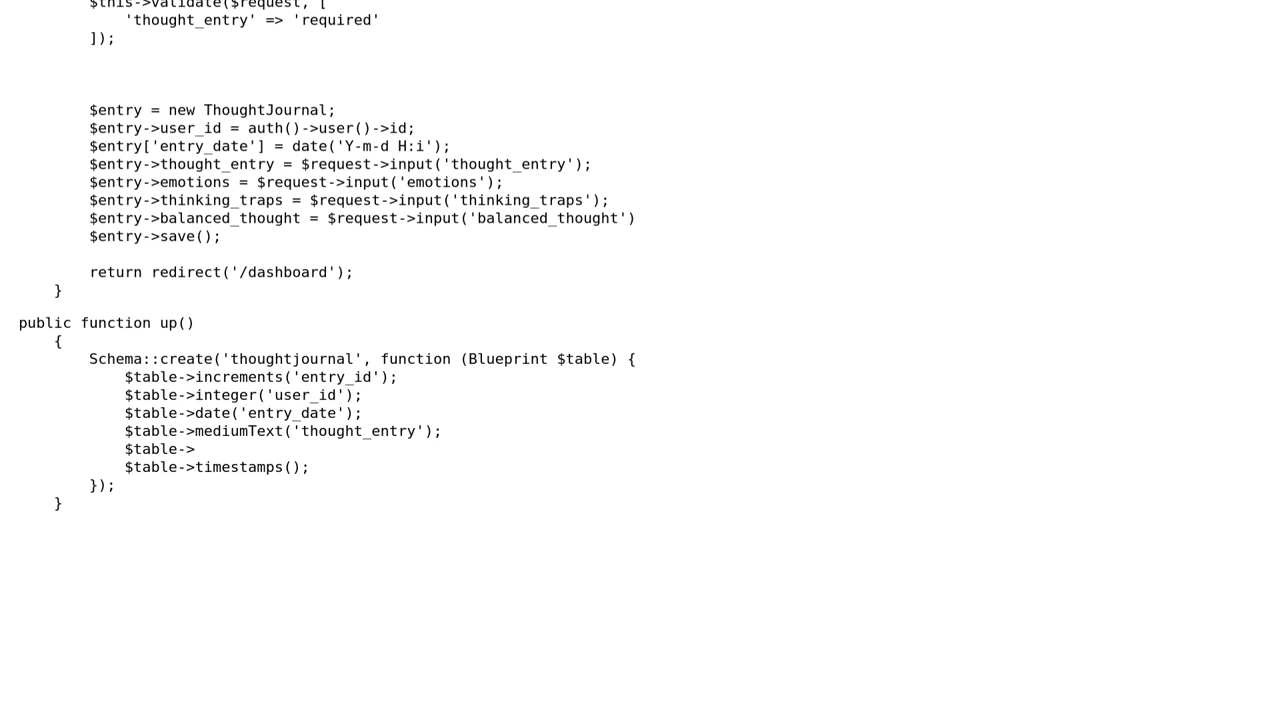 $this->validate($request, [
'thought_entry' => 'required'
]);
$entry = new ThoughtJournal;
$entry->user_id = auth()->user()->id;
$entry['entry_date'] = date('Y-m-d H:i');
$entry->thought_entry = $request->input('thought_entry');
$entry->emotions = $request->input('emotions');
$entry->thinking_traps = $request->input('thinking_traps');
$entry->balanced_thought = $request->input('balanced_thought')
$entry->save();
return redirect('/dashboard');
}
public function up()
{
Schema::create('thoughtjournal', function (Blueprint $table) {
$table->increments('entry_id');
$table->integer('user_id');
$table->date('entry_date');
$table->mediumText('thought_entry');
$table->
$table->timestamps();
});
}